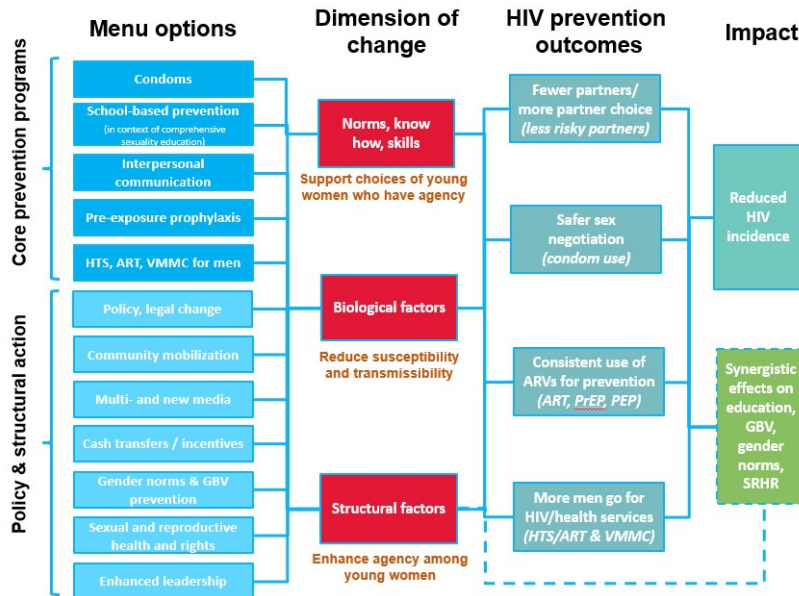 Menu options
Dimension of
change
HIV prevention
outcomes
Impact
Core prevention programs
Condoms
School-based prevention
(in context of comprehensive
sexuality education)
Interpersonal
communication
Pre-exposure prophylaxis
HTS, ART, VMMC for men
Policy & structural action
Policy, legal change
Community mobilization
Multi- and new media
Cash transfers / incentives
Gender norms & GBV
prevention
Sexual and reproductive
health and rights
Enhanced leadership
Norms, know
how, skills
Support choices of young
women who have agency
Biological factors
Reduce susceptibility
and transmissibility
Structural factors
Enhance agency among
young women
Fewer partners/
more partner choice
(less risky partners)
Safer sex
negotiation
(condom use)
Consistent use of
ARVs for prevention
(ART, PrEP, PEP)
More men go for
HIV/health services
(HTS/ART & VMMC)
Reduced
HIV
incidence
Synergistic
effects on
education,
GBV,
gender
norms,
SRHR